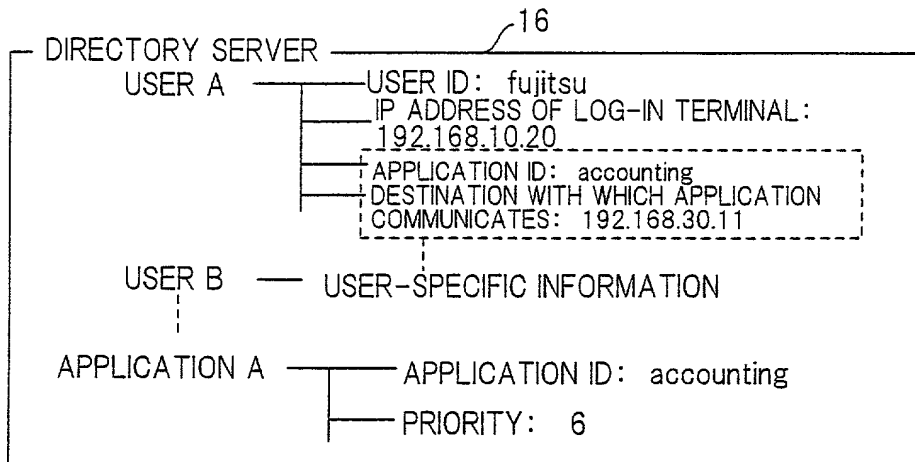 16
DIRECTORY SERVER
USER A
USER ID: fujitsu
IP ADDRESS OF LOG-IN TERMINAL:
192.168.10.20
APPLICATION ID: accounting
DESTINATION WITH WHICH APPLICATION
COMMUNICATES: 192.168.30.11
USER B
USER-SPECIFIC INFORMATION
APPLICATION A
APPLICATION ID: accounting
PRIORITY: 6